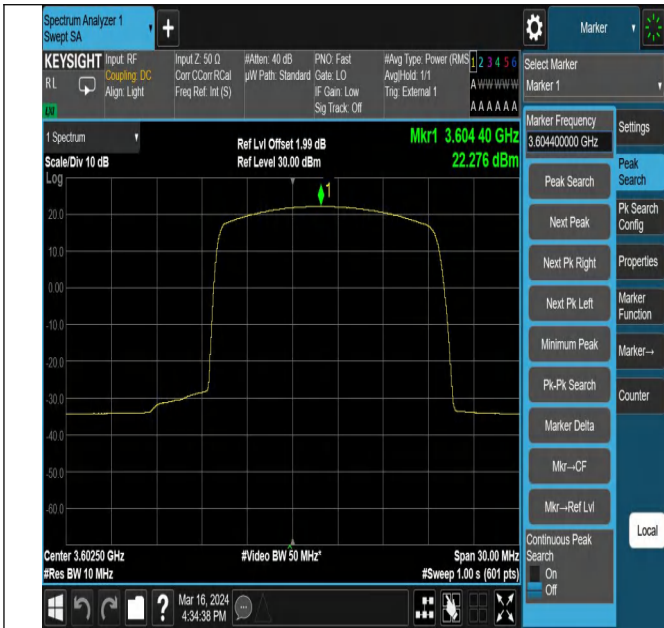 Spectrum Analyzer 1
Swept SA
Marker
KEYSIGHT
RL
LXI
Input: RF
Coupling: DC
Align: Light
Input Z: 50 Ω
Corr CCorr RCal
Freq Ref: Int (S)
#Atten: 40 dB
µW Path: Standard
PNO: Fast
Gate: LO
IF Gain: Low
Sig Track: Off
#Avg Type: Power (RMS
Avg|Hold: 1/1
Trig: External 1
1 2 3 4 5 6
A W W W W W
A A A A A A
Select Marker
Marker 1
1 Spectrum
Scale/Div 10 dB
Log
Ref Lvl Offset 1.99 dB
Ref Level 30.00 dBm
Mkr1 3.604 40 GHz
22.276 dBm
1
20.0
10.0
0.00
-10.0
-20.0
-30.0
-40.0
-50.0
-60.0
Center 3.60250 GHz
#Res BW 10 MHz
#Video BW 50 MHz*
Span 30.00 MHz
#Sweep 1.00 s (601 pts)
Marker Frequency
3.604400000 GHz
Peak Search
Next Peak
Next Pk Right
Next Pk Left
Minimum Peak
Pk-Pk Search
Marker Delta
Mkr→CF
Mkr→Ref Lvl
Continuous Peak
Search
On
Off
Settings
Peak
Search
Pk Search
Config
Properties
Marker
Function
Marker→
Counter
Local
?
Mar 16, 2024
4:34:38 PM